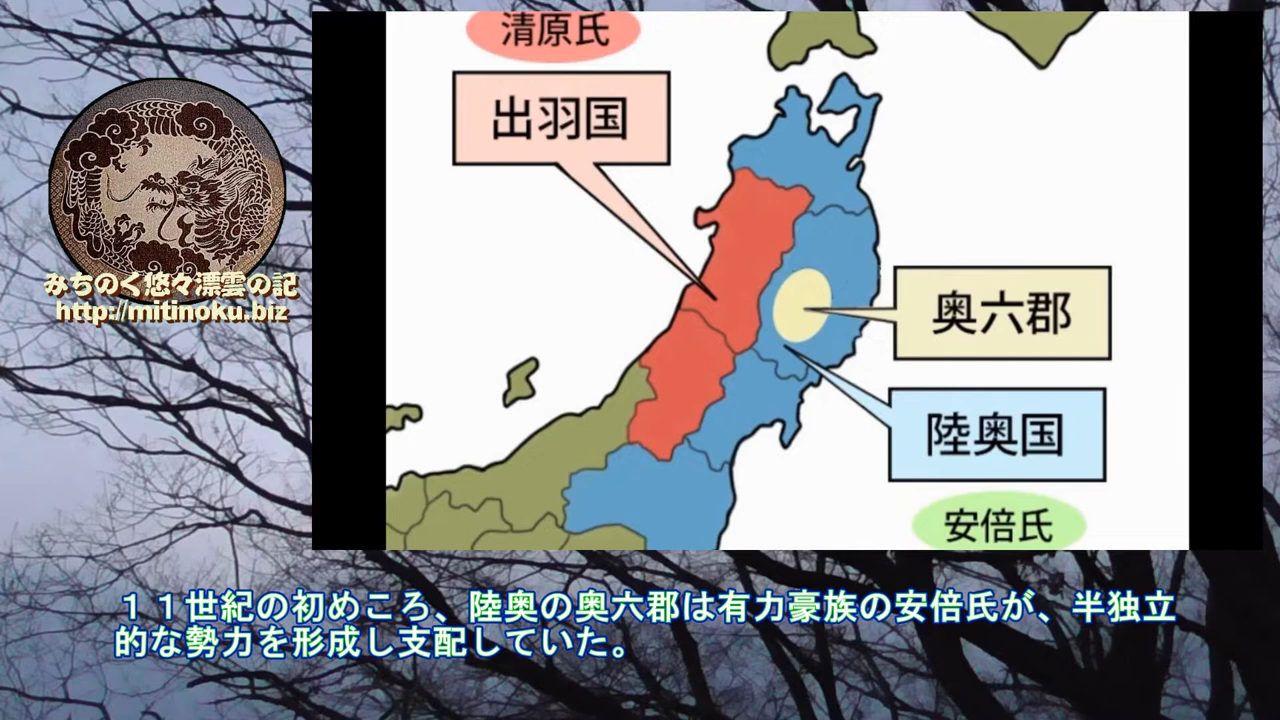 清原氏
出羽国
奥六郡
陸奥国
安倍氏
みちのく悠々漂雲の記
http://mitinoku.biz
１１世紀の初めころ、陸奥の奥六郡は有力豪族の安倍氏が、半独立
的な勢力を形成し支配していた。